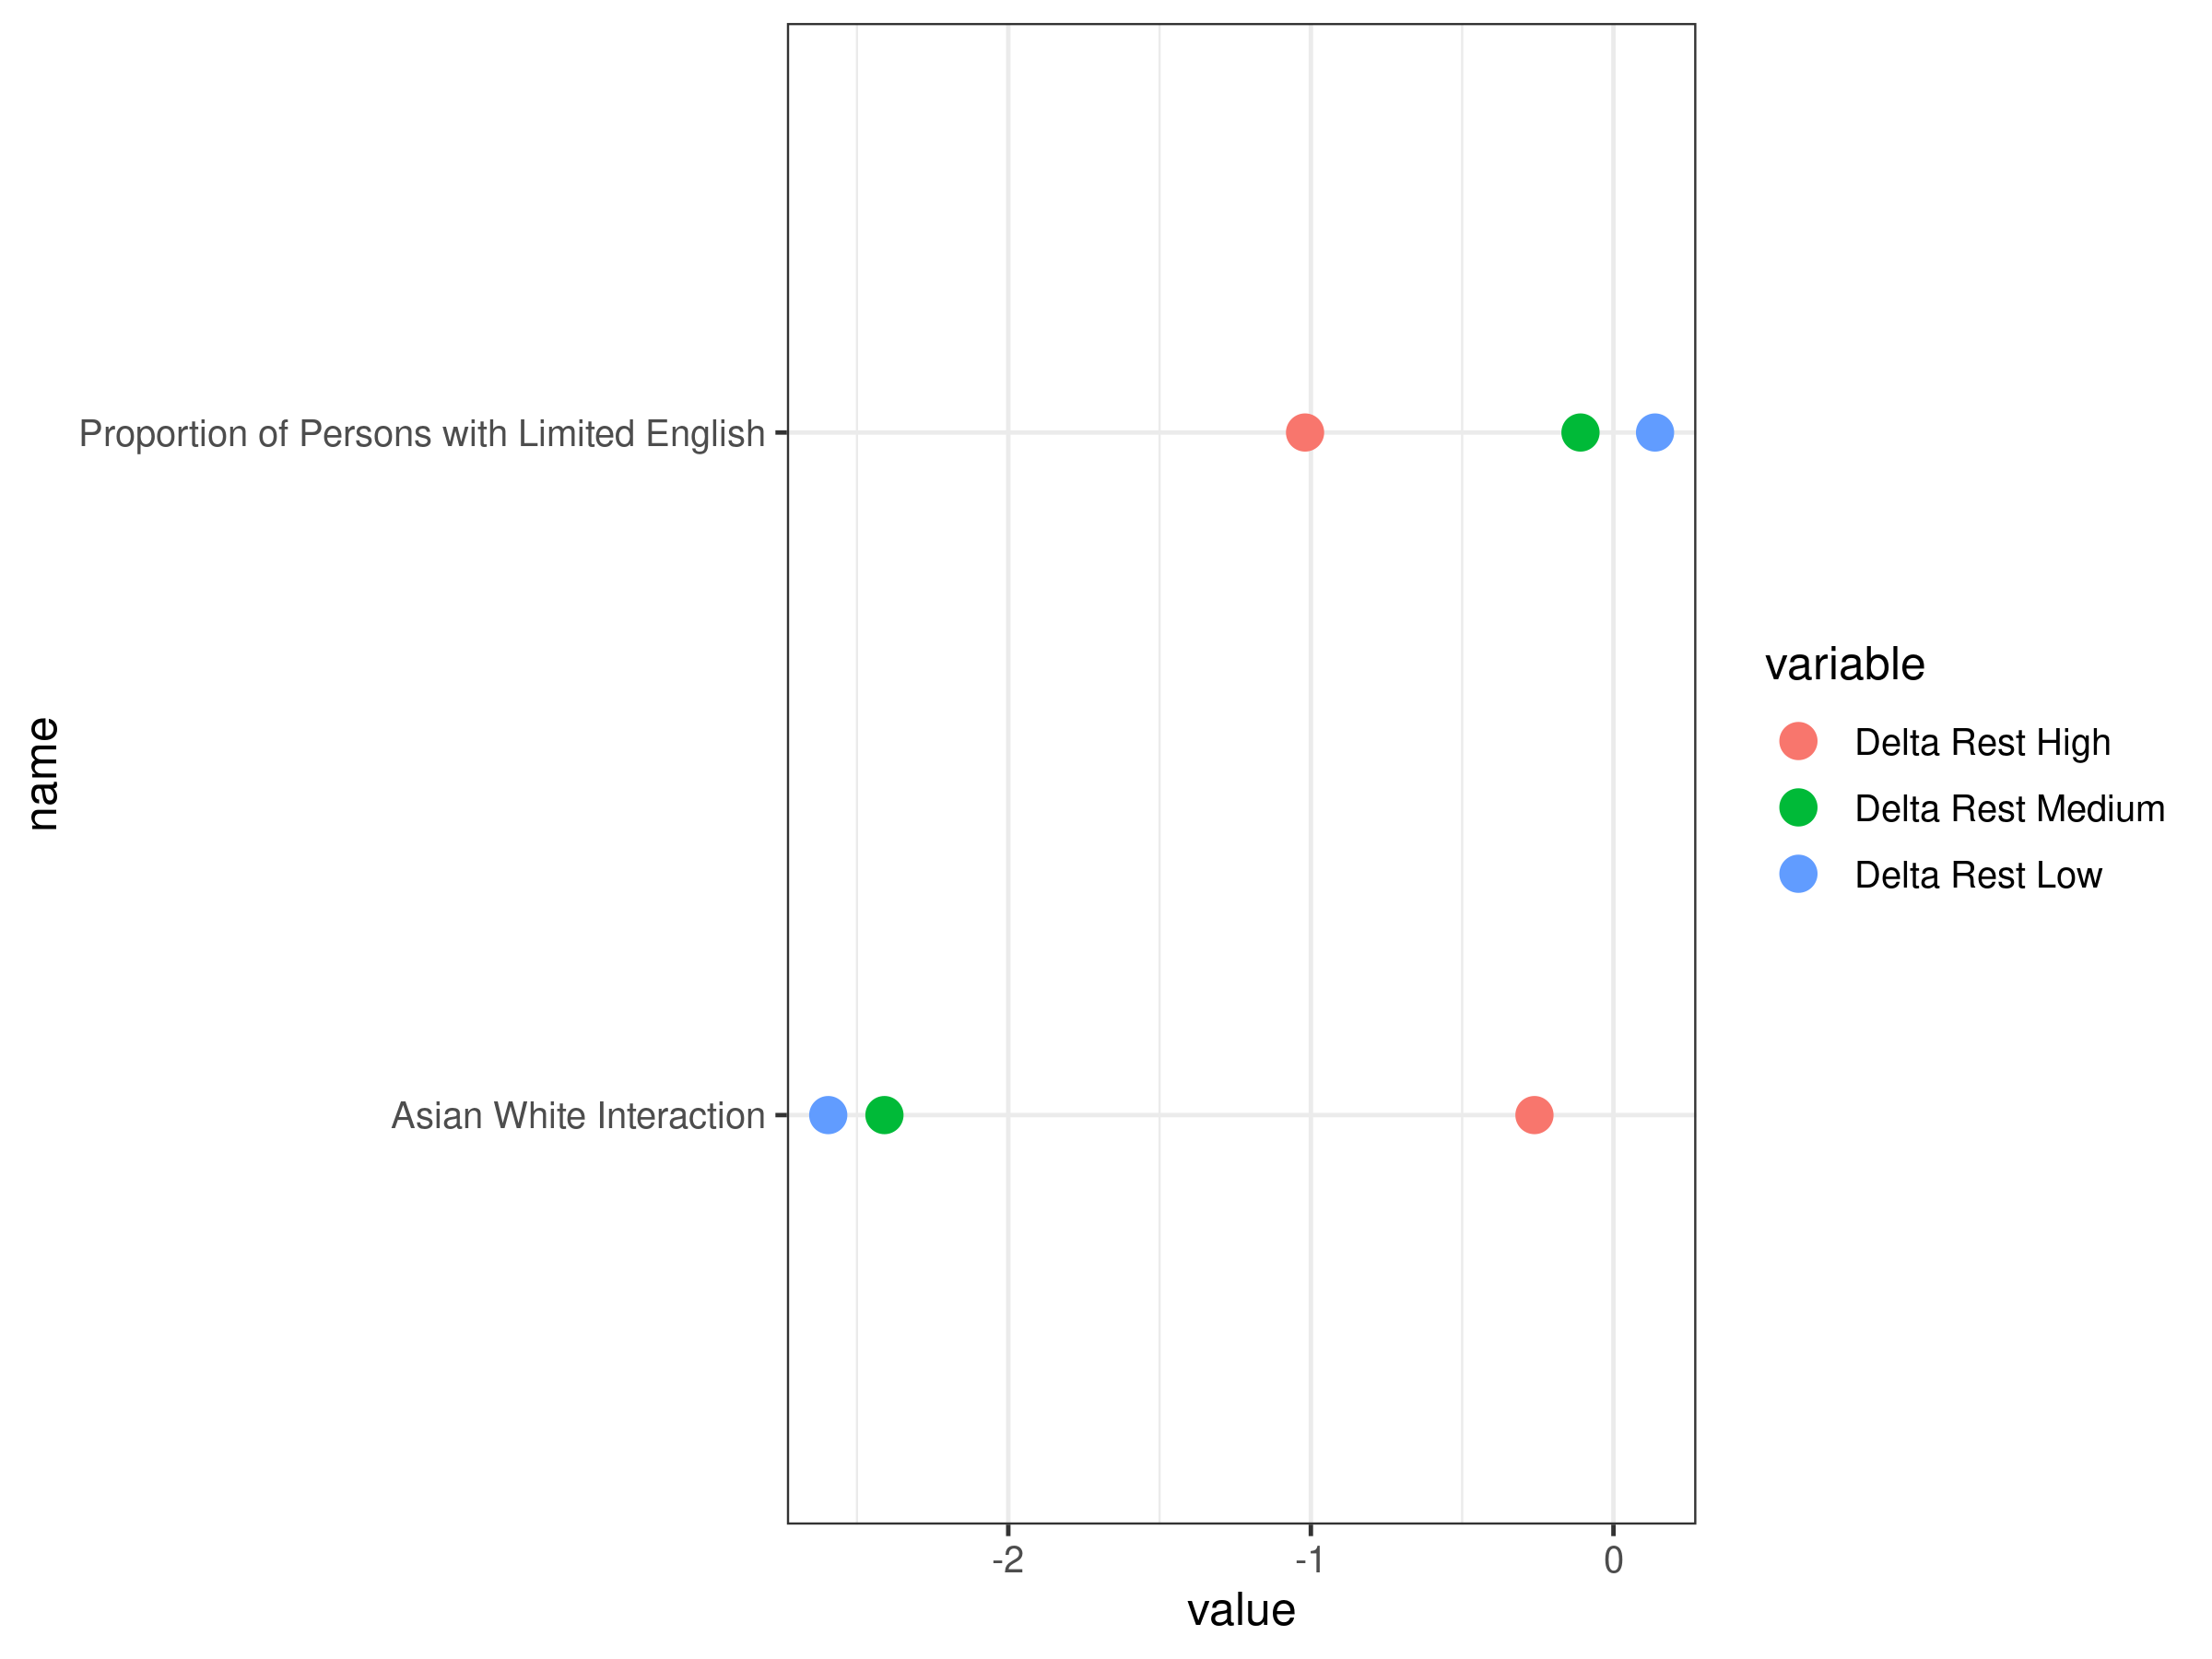 name
Proportion of Persons with Limited English
Asian White Interaction
-2
-1
0
value
variable
Delta Rest High
Delta Rest Medium
Delta Rest Low